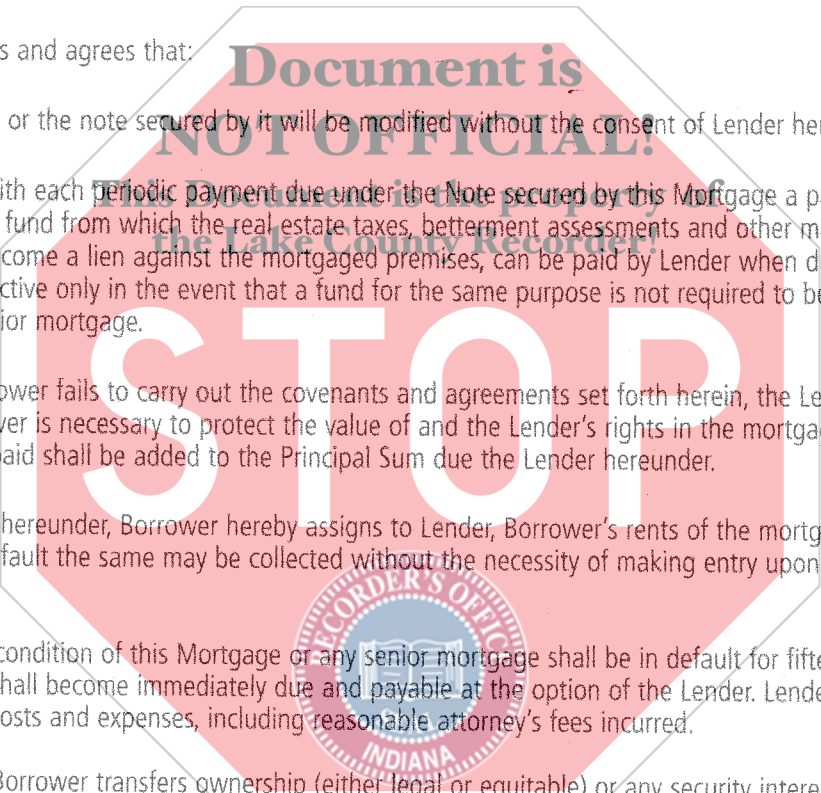 s and agrees that:
Document is
or the note secured by it will be modified without the consent of Lender her
NOT OFFICIAL!
ith each periodic payment due under the Note secured by this Mortgage a p
This Document is the property of
fund from which the real estate taxes, betterment assessments and other m
the Lake County Recorder!
come a lien against the mortgaged premises, can be paid by Lender when d
ctive only in the event that a fund for the same purpose is not required to be
ior mortgage.
STOP
ower fails to carry out the covenants and agreements set forth herein, the Le
ver is necessary to protect the value of and the Lender's rights in the mortga
paid shall be added to the Principal Sum due the Lender hereunder.
hereunder, Borrower hereby assigns to Lender, Borrower's rents of the mortg
fault the same may be collected without the necessity of making entry upon
RECORDER'S OFFIC
condition of this Mortgage or any senior mortgage shall be in default for fifte
hall become immediately due and payable at the option of the Lender. Lende
osts and expenses, including reasonable attorney's fees incurred.
INDIANA
Borrower transfers ownership (either legal or equitable) or any security intere